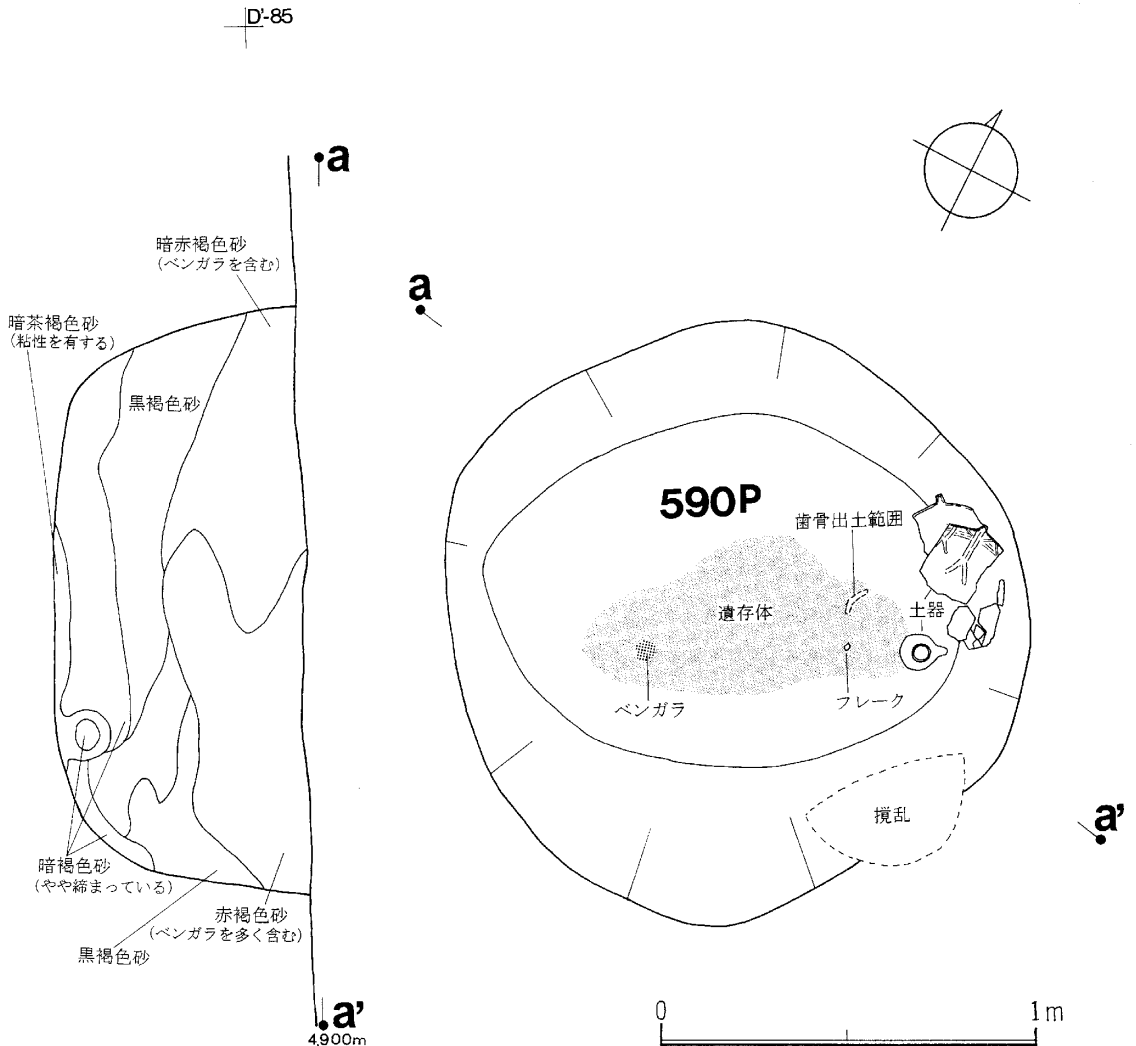 D'-85
a
暗赤褐色砂
(ベンガラを含む)
a
暗茶褐色砂
(粘性を有する)
黒褐色砂
590P
歯骨出土範囲
遺存体
土器
ベンガラ
フレーク
攪乱
a'
暗褐色砂
(やや締まっている)
赤褐色砂
(ベンガラを多く含む)
黒褐色砂
a'
4,900m
0 1m